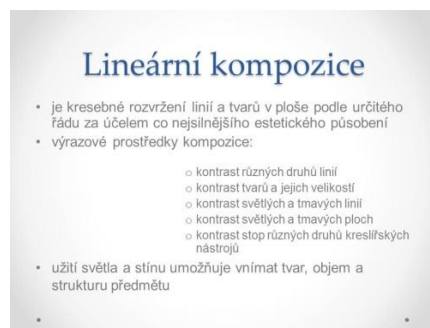 Lineární kompozice
• je kresebné rozvržení linií a tvarů v ploše podle určitého
řádu za účelem co nejsilnějšího estetického působení
• výrazové prostředky kompozice:
o kontrast různých druhů linií
o kontrast tvarů a jejich velikostí
o kontrast světlých a tmavých linií
o kontrast světlých a tmavých ploch
o kontrast stop různých druhů kreslířských
nástrojů
• užití světla a stínu umožňuje vnímat tvar, objem a
strukturu předmětu